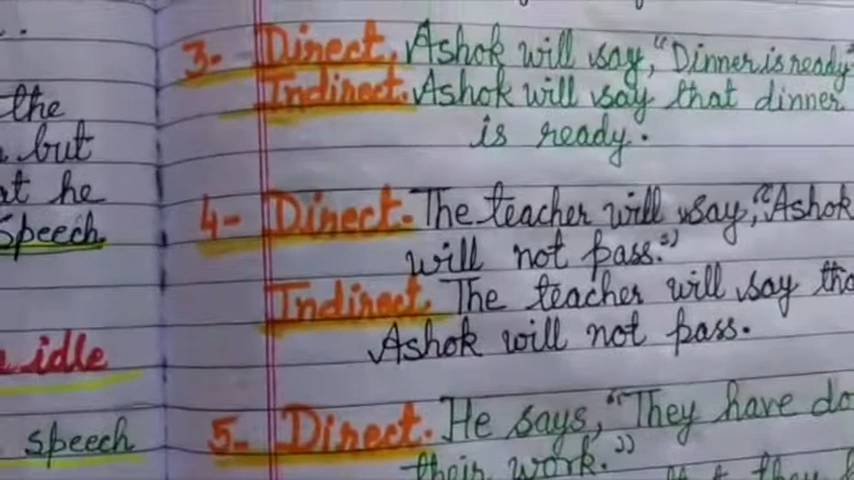 the
but
at he
Speech.
idle
speech
3- Direct. Ashok will say, "Dinner is ready"
Indirect. Ashok will say that dinner
is ready.
4- Direct. The teacher will say, "Ashok
will not pass."
Indirect. The teacher will say
Ashok will not pass.
5- Direct. He says, "They have
their work."